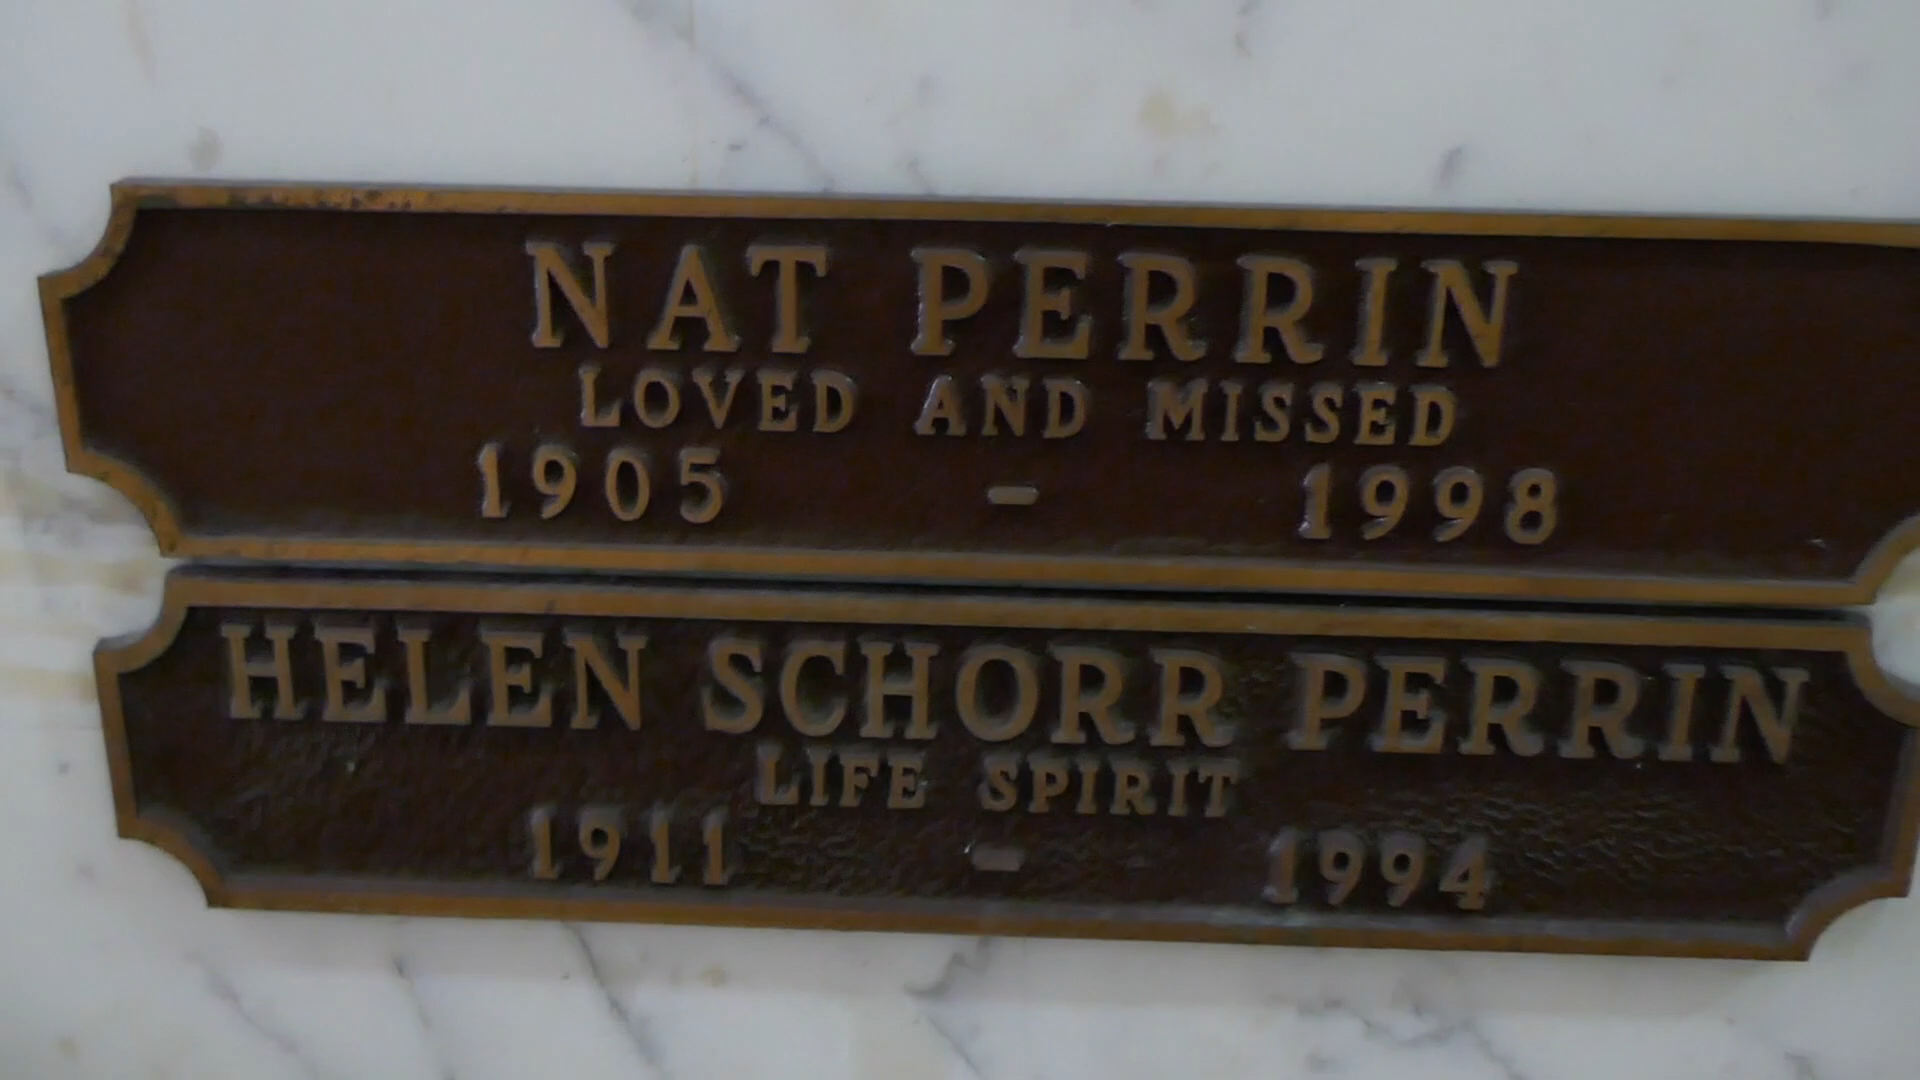 NAT PERRIN
LOVED AND MISSED
1905 - 1998
HELEN SCHORR PERRIN
LIFE SPIRIT
1911 - 1994